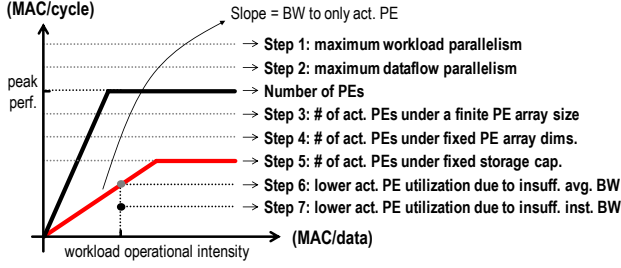 (MAC/cycle)
Slope = BW to only act. PE
Step 1: maximum workload parallelism
Step 2: maximum dataflow parallelism
peak
perf.
Number of PEs
Step 3: # of act. PEs under a finite PE array size
Step 4: # of act. PEs under fixed PE array dims.
Step 5: # of act. PEs under fixed storage cap.
Step 6: lower act. PE utilization due to insuff. avg. BW
Step 7: lower act. PE utilization due to insuff. inst. BW
(MAC/data)
workload operational intensity